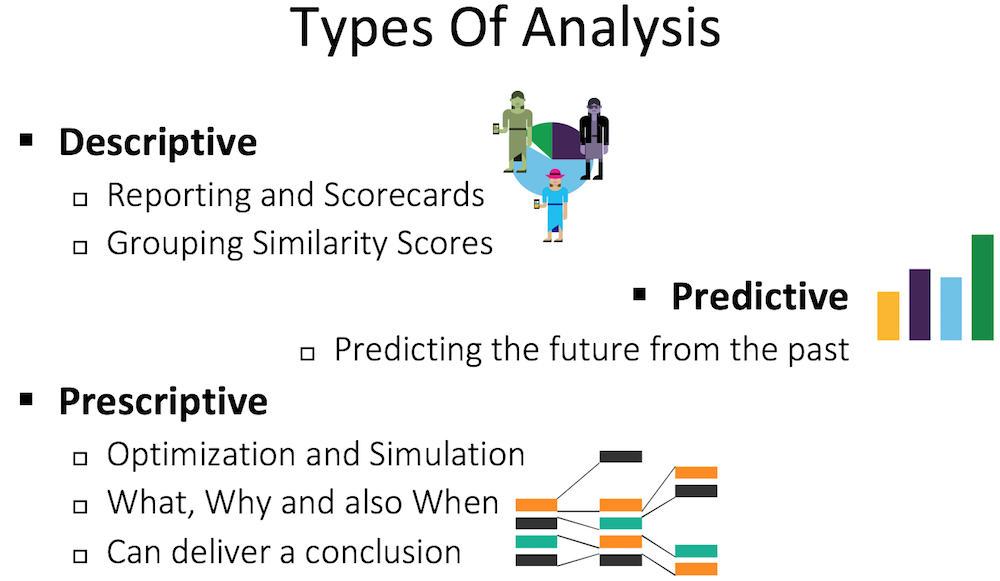 Types Of Analysis
Descriptive
Reporting and Scorecards
Grouping Similarity Scores
Predictive
Predicting the future from the past
Prescriptive
Optimization and Simulation
What, Why and also When
Can deliver a conclusion